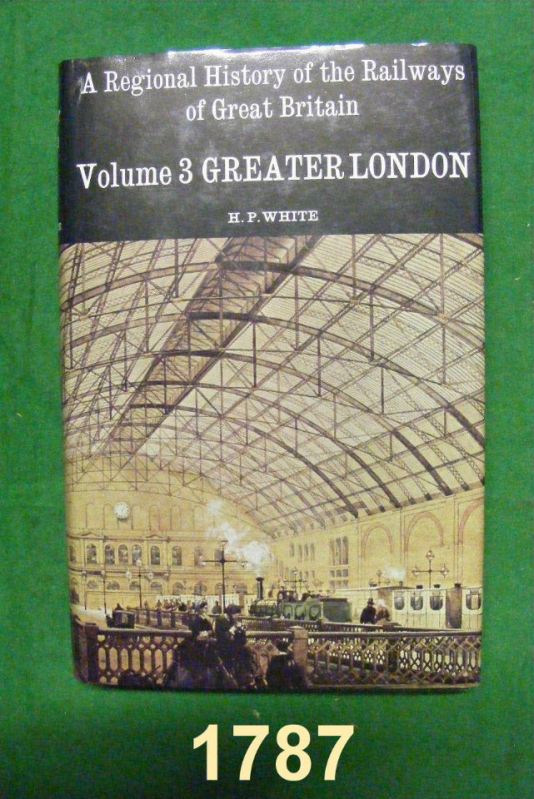 A Regional History of the Railways
of Great Britain
Volume 3 GREATER LONDON
H. P. WHITE
1787